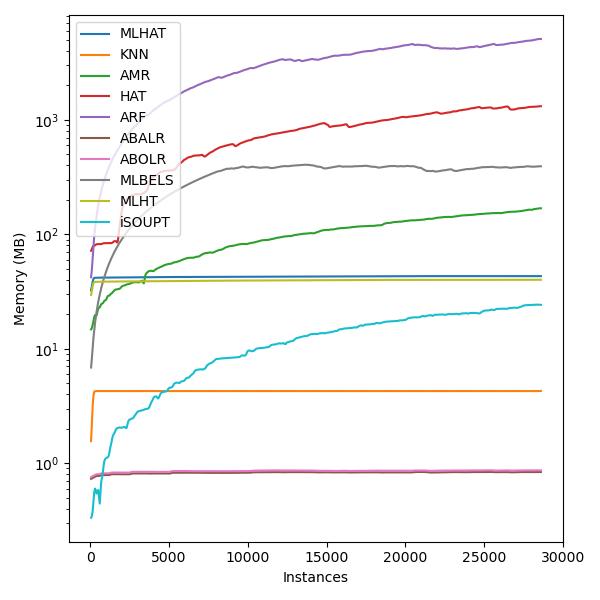 MLHAT
KNN
AMR
HAT
ARF
ABALR
ABOLR
MLBELS
MLHT
iSOUPT
Memory (MB)
10³
10²
10¹
10⁰
0 5000 10000 15000 20000 25000 30000
Instances